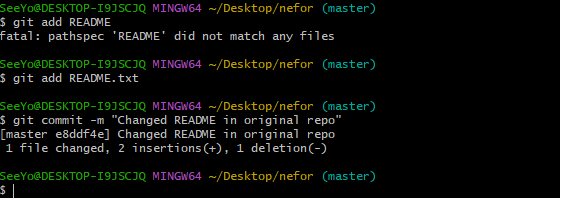 SeeYo@DESKTOP-I9JSCJQ MINGW64 ~/Desktop/nefor (master)
$ git add README
fatal: pathspec 'README' did not match any files
SeeYo@DESKTOP-I9JSCJQ MINGW64 ~/Desktop/nefor (master)
$ git add README.txt
SeeYo@DESKTOP-I9JSCJQ MINGW64 ~/Desktop/nefor (master)
$ git commit -m "Changed README in original repo"
[master e8ddf4e] Changed README in original repo
1 file changed, 2 insertions(+), 1 deletion(-)
SeeYo@DESKTOP-I9JSCJQ MINGW64 ~/Desktop/nefor (master)
$